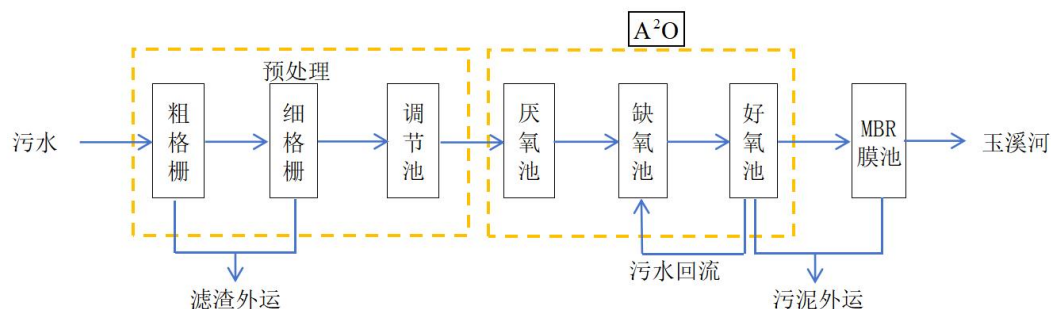 A²O
预处理
污水
粗格栅
细格栅
调节池
厌氧池
缺氧池
好氧池
MBR
膜池
玉溪河
污水回流
滤渣外运
污泥外运